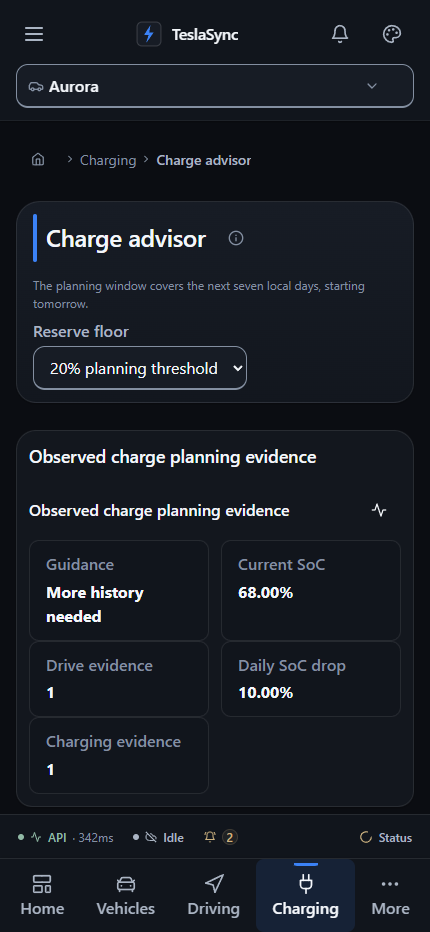 TeslaSync
Aurora
Charging
Charge advisor
Charge advisor
The planning window covers the next seven local days, starting
tomorrow.
Reserve floor
20% planning threshold
Observed charge planning evidence
Observed charge planning evidence
Guidance
More history
needed
Current SoC
68.00%
Drive evidence
1
Daily SoC drop
10.00%
Charging evidence
1
API · 342ms
Idle
2
Status
Home
Vehicles
Driving
Charging
More